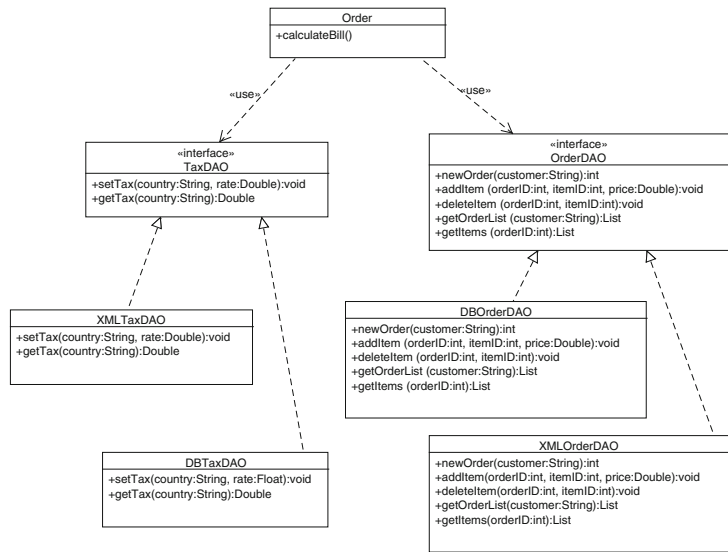 Order
+calculateBill()
«use»
«use»
«interface»
TaxDAO
+setTax(country:String, rate:Double):void
+getTax(country:String):Double
«interface»
OrderDAO
+newOrder(customer:String):int
+addItem (orderID:int, itemID:int, price:Double):void
+deleteItem (orderID:int, itemID:int):void
+getOrderList (customer:String):List
+getItems (orderID:int):List
XMLTaxDAO
+setTax(country:String, rate:Double):void
+getTax(country:String):Double
DBOrderDAO
+newOrder(customer:String):int
+addItem (orderID:int, itemID:int, price:Double):void
+deleteItem (orderID:int, itemID:int):void
+getOrderList (customer:String):List
+getItems (orderID:int):List
DBTaxDAO
+setTax(country:String, rate:Float):void
+getTax(country:String):Double
XMLOrderDAO
+newOrder(customer:String):int
+addItem(orderID:int, itemID:int, price:Double):void
+deleteItem(orderID:int, itemID:int):void
+getOrderList(customer:String):List
+getItems(orderID:int):List